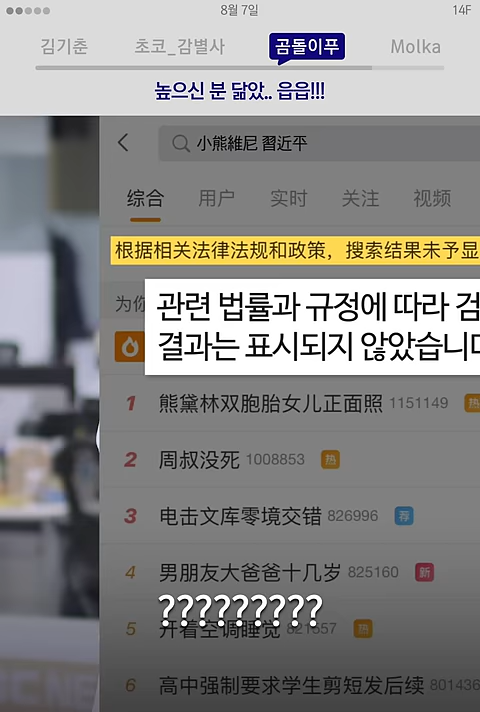 8월 7일
14F
김기춘
초코_감별사
곰돌이푸
Molka
높으신 분 닮았.. 읍읍!!!
小熊維尼 習近平
综合
用户
实时
关注
视频
根据相关法律法规和政策，搜索结果未予显
为你
관련 법률과 규정에 따라 검
결과는 표시되지 않았습니다
1 熊黛林双胞胎女儿正面照 1151149 热
2 周叔没死 1008853 热
3 电击文库零境交错 826996 荐
4 男朋友大爸爸十几岁 825160 新
?????????
5 开着空调睡觉 821557 热
6 高中强制要求学生剪短发后续 801436